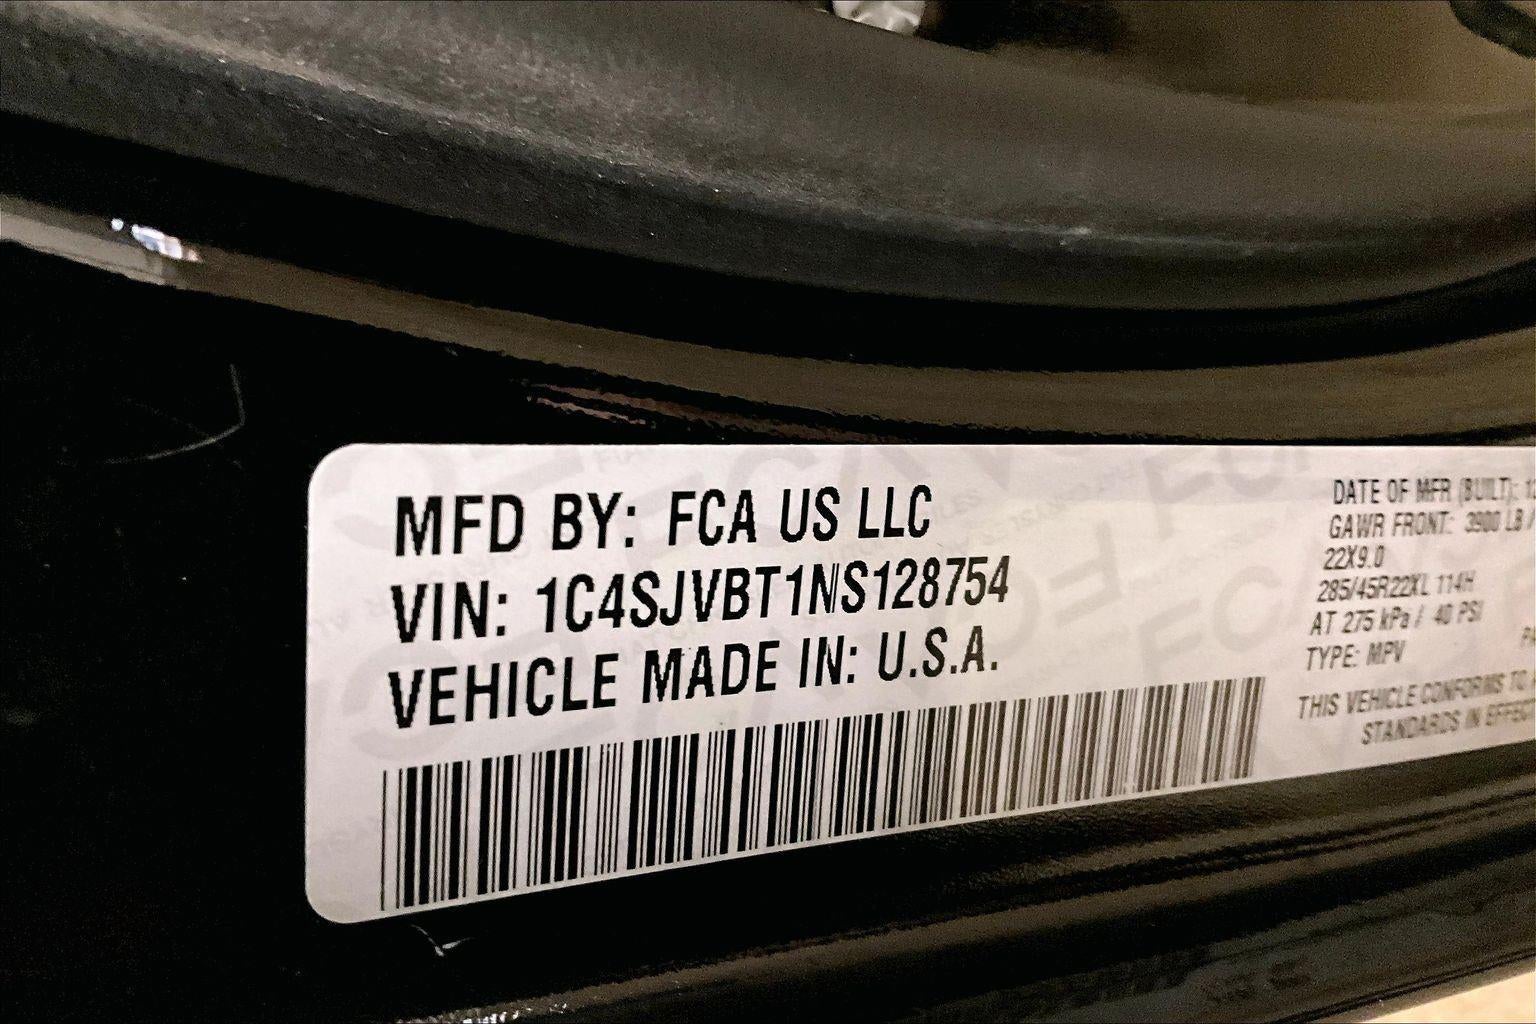 MFD BY: FCA US LLC
VIN: 1C4SJVBT1NS128754
VEHICLE MADE IN: U.S.A.
DATE OF MFR (BUILT): 12
GAWR FRONT: 3900 LB
22X9.0
285/45R22XL 114H
AT 275 kPa / 40 PSI
TYPE: MPV
THIS VEHICLE CONFORMS TO
STANDARDS IN EFFECT